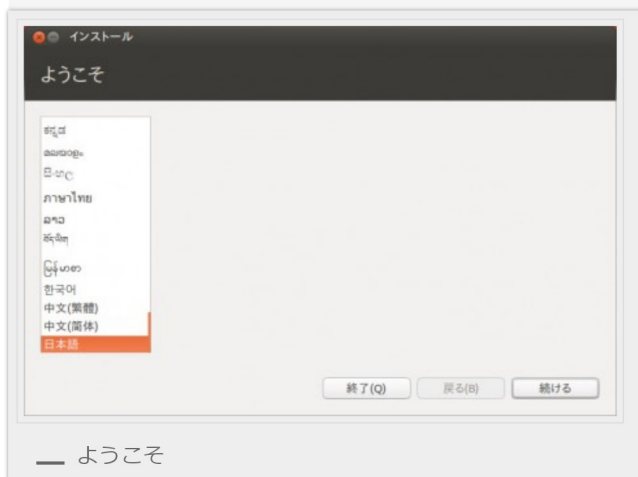 インストール
ようこそ
ಕನ್ನಡ
മലയാളം
සිංහල
ภาษาไทย
ລາວ
བོད་ཡིག
မြန်မာစာ
한국어
中文(繁體)
中文(简体)
日本語
終了(Q)
戻る(B)
続ける
ようこそ